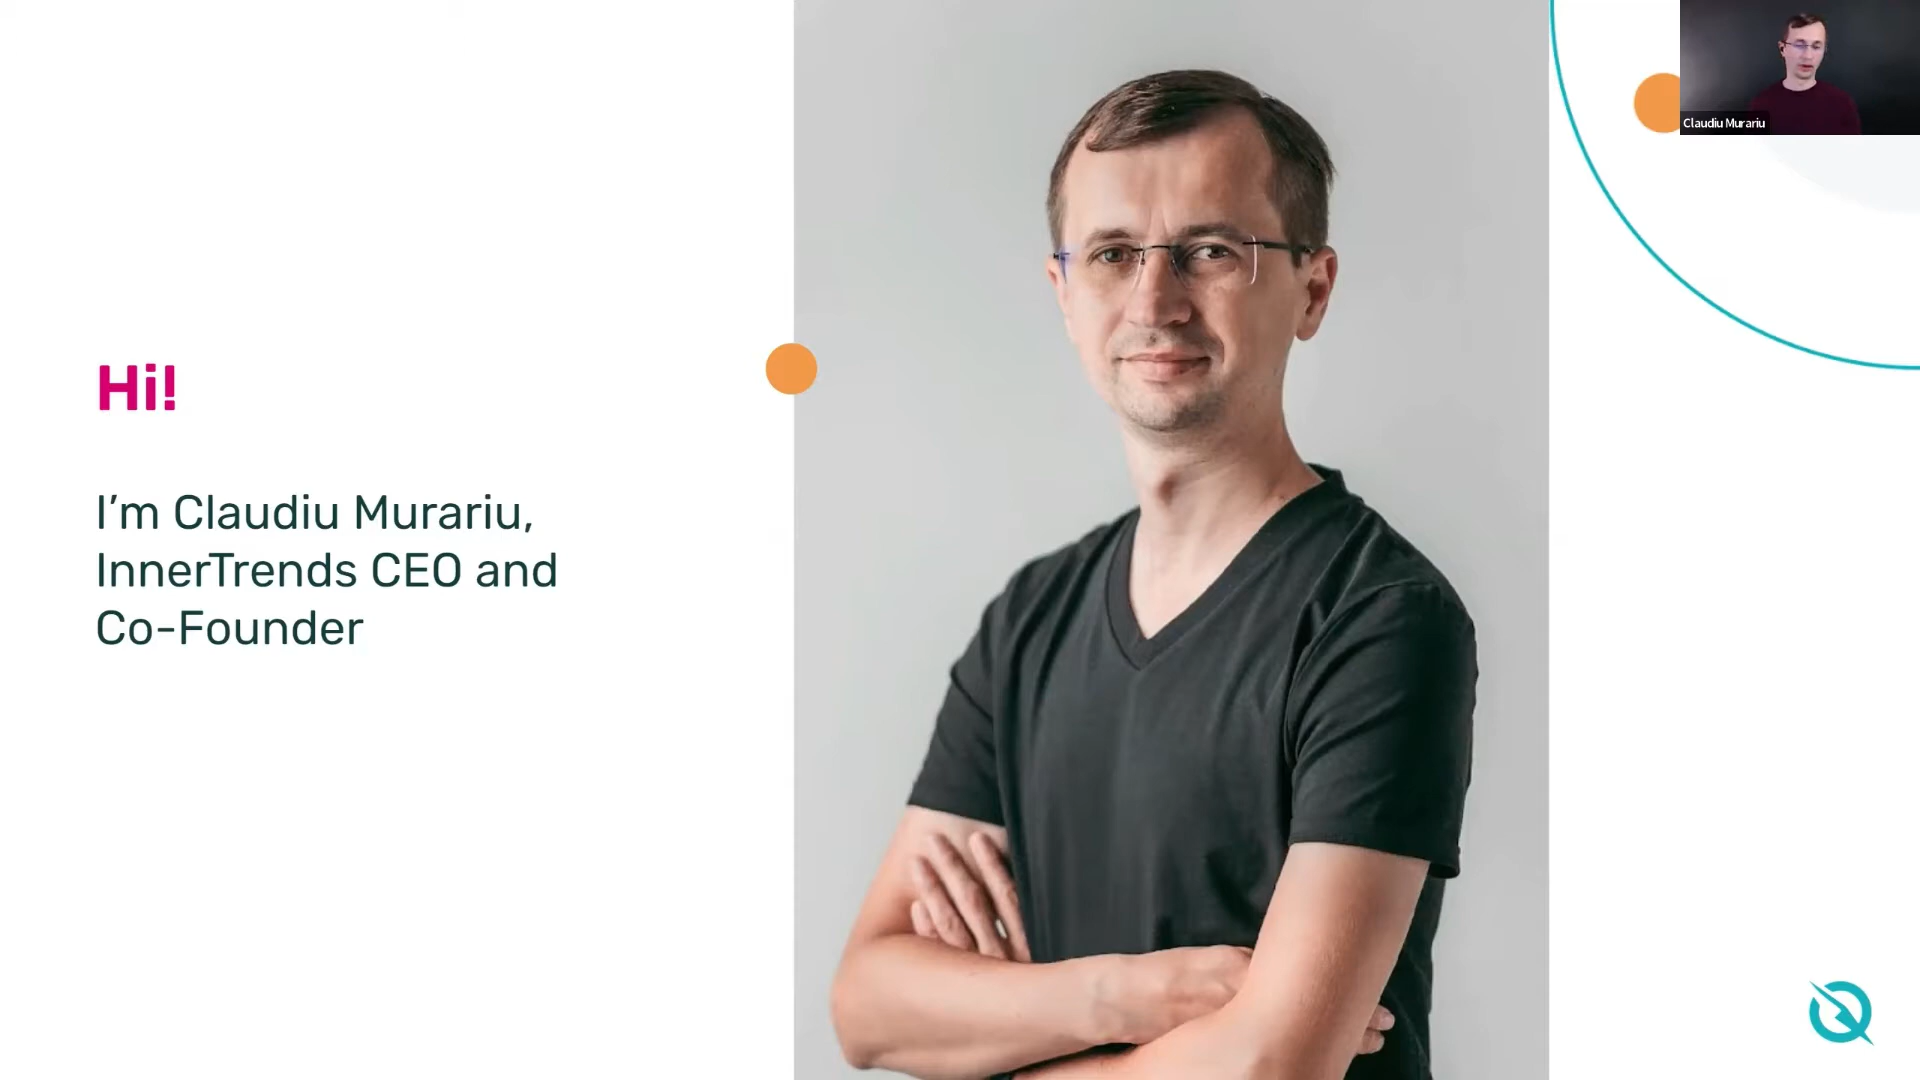 Hi!
I’m Claudiu Murariu,
InnerTrends CEO and
Co-Founder
Claudiu Murariu